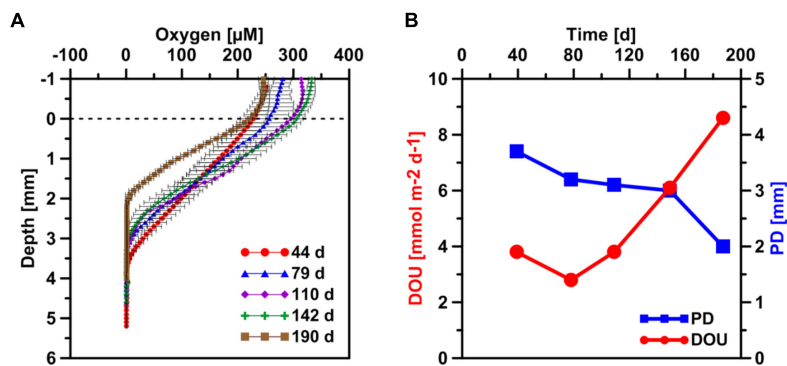 A
Oxygen [µM]
-100 0 100 200 300 400
-1
0
1
2
3
4
5
6
Depth [mm]
44 d
79 d
110 d
142 d
190 d
B
Time [d]
0 40 80 120 160 200
10
8
6
4
2
0
DOU [mmol m-2 d-1]
5
4
3
2
1
0
PD [mm]
PD
DOU